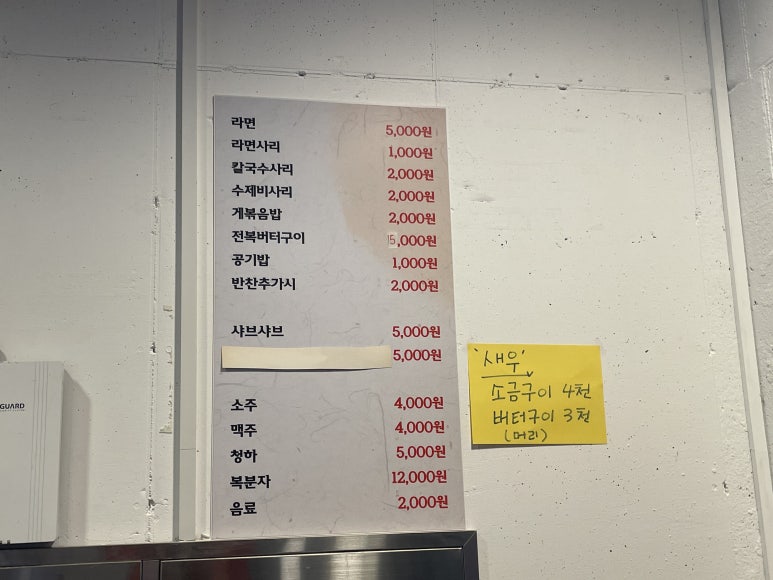 라면 5,000원
라면사리 1,000원
칼국수사리 2,000원
수제비사리 2,000원
게볶음밥 2,000원
전복버터구이 15,000원
공기밥 1,000원
반찬추가시 2,000원
샤브샤브 5,000원
5,000원
소주 4,000원
맥주 4,000원
청하 5,000원
복분자 12,000원
음료 2,000원
'새우'
소금구이 4천
버터구이 3천
(머리)
GUARD